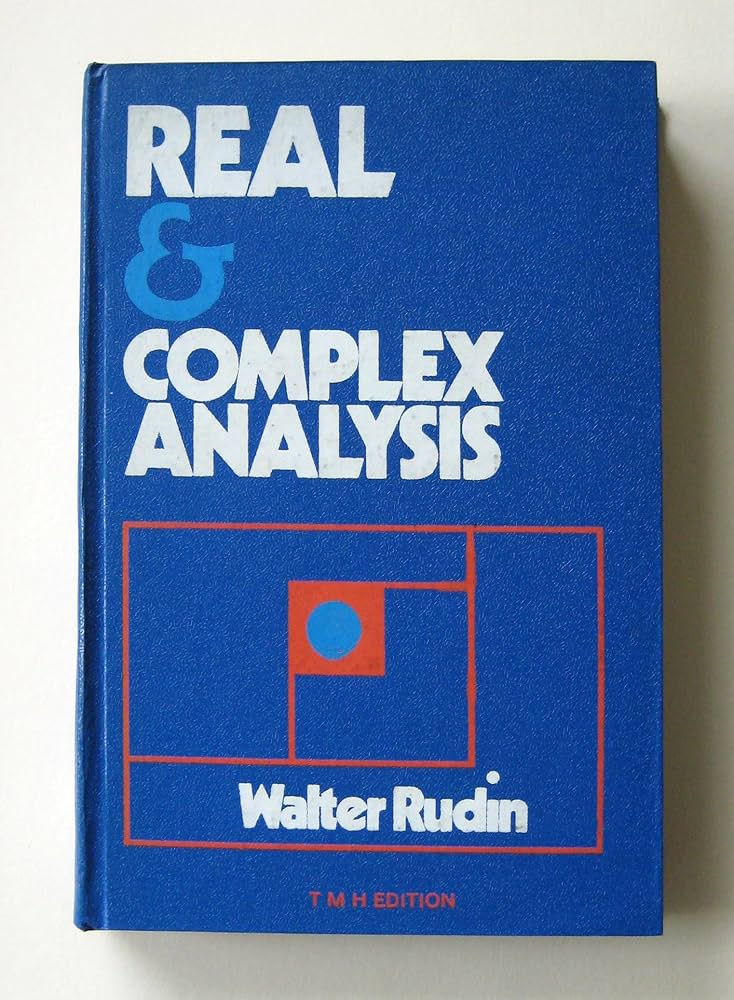 REAL
&
COMPLEX
ANALYSIS
Walter Rudin
T M H EDITION